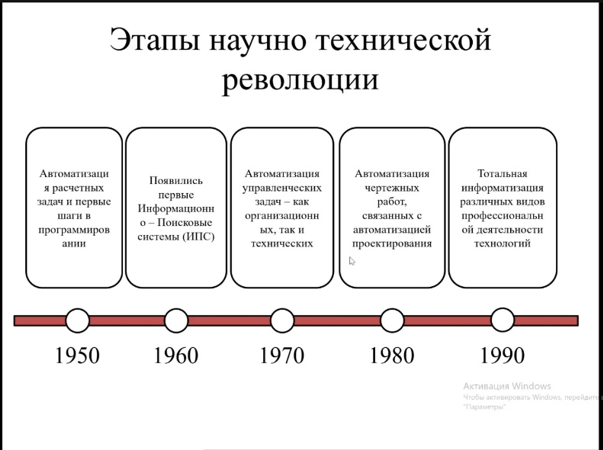 Этапы научно технической
революции
Автоматизаци
я расчетных
задач и первые
шаги в
программиров
ании
Появились
первые
Информационн
о – Поисковые
системы (ИПС)
Автоматизация
управленческих
задач – как
организационн
ых, так и
технических
Автоматизация
чертежных
работ,
связанных с
автоматизацией
проектирования
Тотальная
информатизация
различных видов
профессиональн
ой деятельности
технологий
1950
1960
1970
1980
1990
Активация Windows
Чтобы активировать Windows, перейдите
"Параметры"